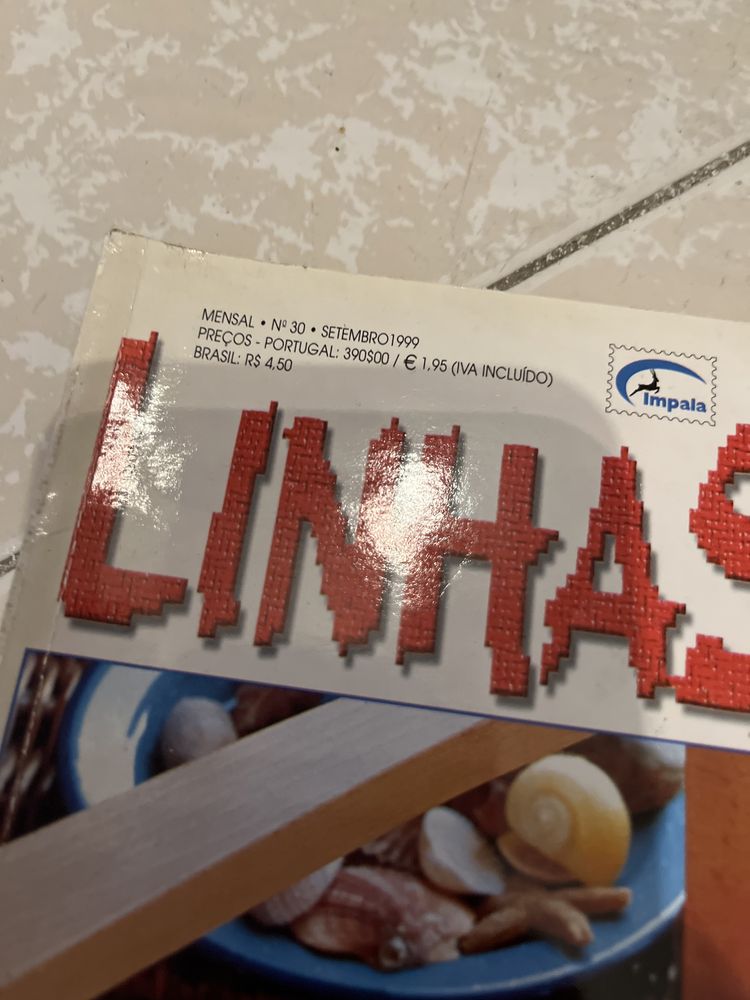 MENSAL • Nº 30 • SETEMBRO1999
PREÇOS - PORTUGAL: 390$00 / € 1,95 (IVA INCLUÍDO)
BRASIL: R$ 4,50
Impala
LINHAS